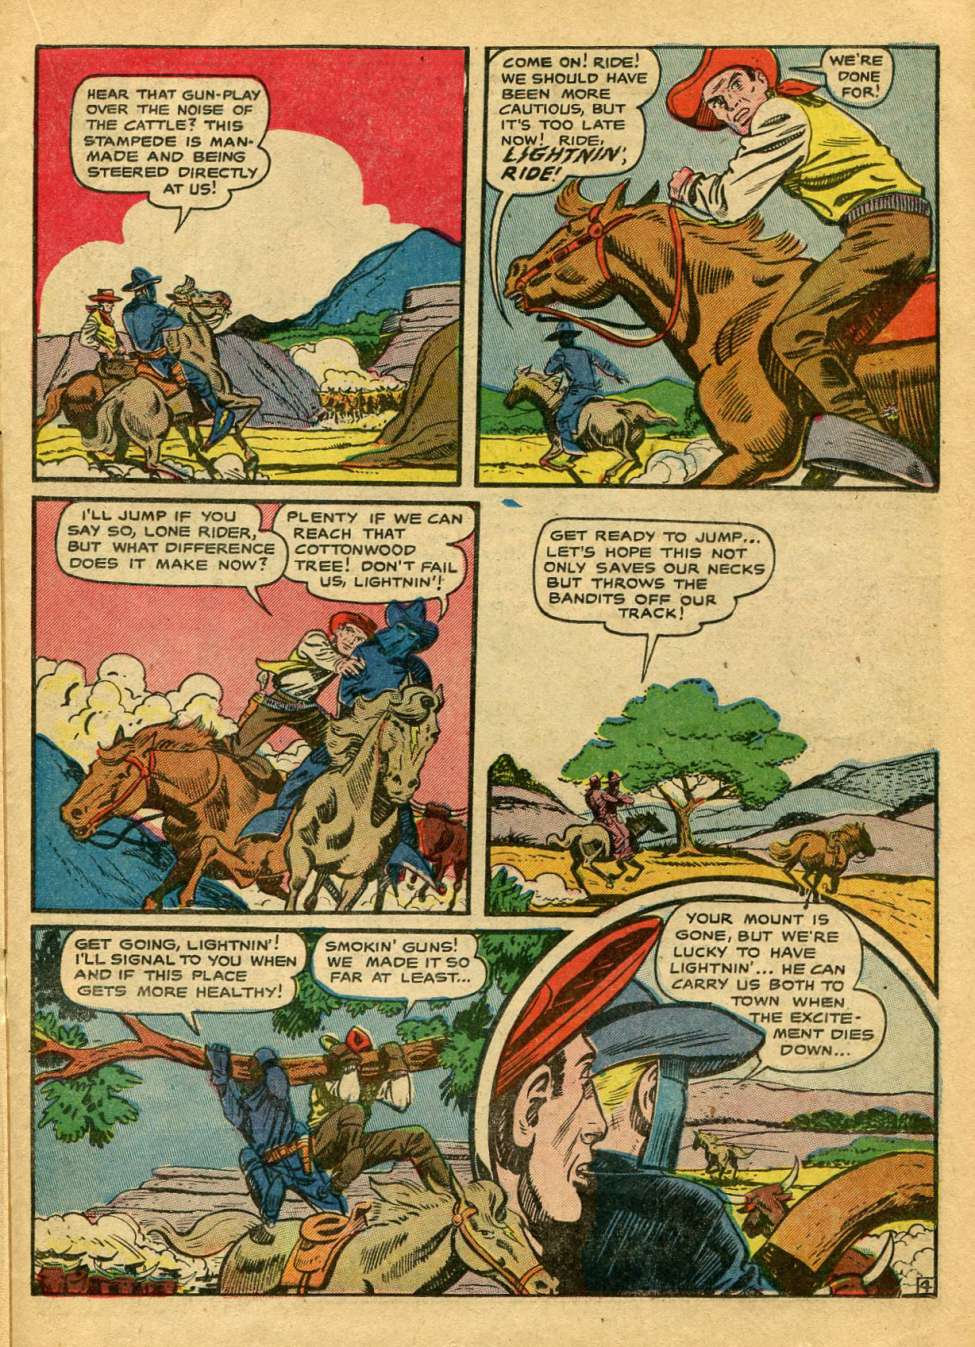 HEAR THAT GUN-PLAY
OVER THE NOISE OF
THE CATTLE? THIS
STAMPEDE IS MAN-
MADE AND BEING
STEERED DIRECTLY
AT US!
COME ON! RIDE!
WE SHOULD HAVE
BEEN MORE
CAUTIOUS, BUT
IT'S TOO LATE
NOW! RIDE,
LIGHTNIN',
RIDE!
WE'RE
DONE
FOR!
I'LL JUMP IF YOU
SAY SO, LONE RIDER,
BUT WHAT DIFFERENCE
DOES IT MAKE NOW?
PLENTY IF WE CAN
REACH THAT
COTTONWOOD
TREE! DON'T FAIL
US, LIGHTNIN'!
GET READY TO JUMP...
LET'S HOPE THIS NOT
ONLY SAVES OUR NECKS
BUT THROWS THE
BANDITS OFF OUR
TRACK!
GET GOING, LIGHTNIN'!
I'LL SIGNAL TO YOU WHEN
AND IF THIS PLACE
GETS MORE HEALTHY!
SMOKIN' GUNS!
WE MADE IT SO
FAR AT LEAST...
YOUR MOUNT IS
GONE, BUT WE'RE
LUCKY TO HAVE
LIGHTNIN'... HE CAN
CARRY US BOTH TO
TOWN WHEN
THE EXCITE-
MENT DIES
DOWN...
4